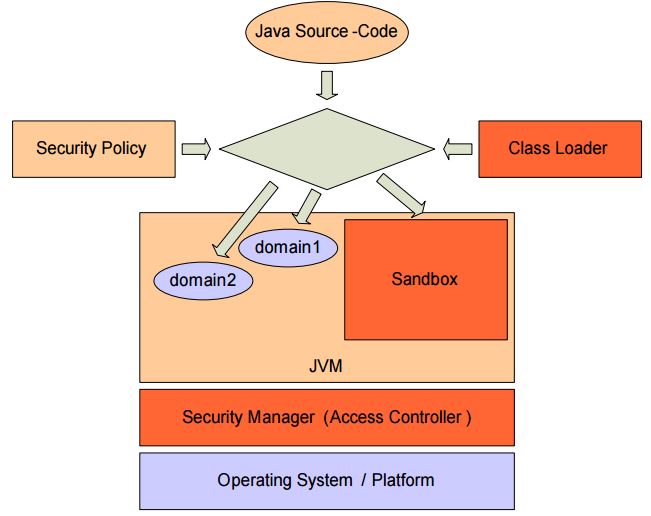 Java Source -Code
Security Policy
Class Loader
domain1
domain2
Sandbox
JVM
Security Manager (Access Controller )
Operating System / Platform